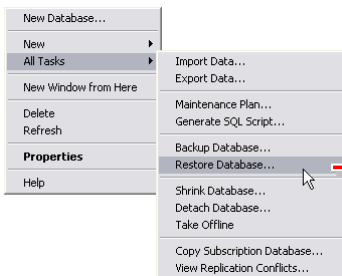 New Database...
New
All Tasks
New Window from Here
Delete
Refresh
Properties
Help
Import Data...
Export Data...
Maintenance Plan...
Generate SQL Script...
Backup Database...
Restore Database...
Shrink Database...
Detach Database...
Take Offline
Copy Subscription Database...
View Replication Conflicts...